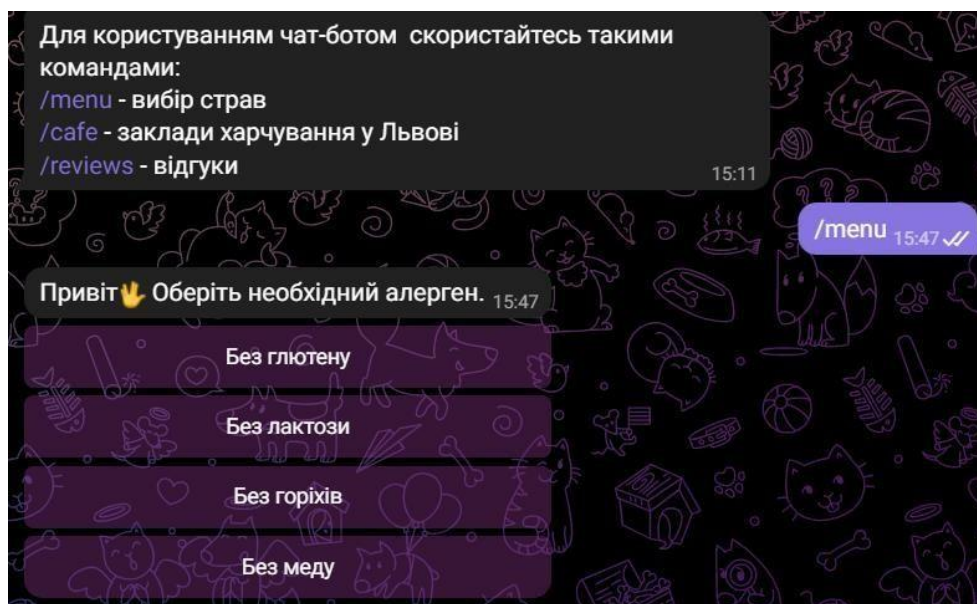 Для користуванням чат-ботом  скористайтесь такими
командами:
/menu - вибір страв
/cafe - заклади харчування у Львові
/reviews - відгуки
15:11
/menu 15:47
Привіт🖖 Оберіть необхідний алерген. 15:47
Без глютену
Без лактози
Без горіхів
Без меду